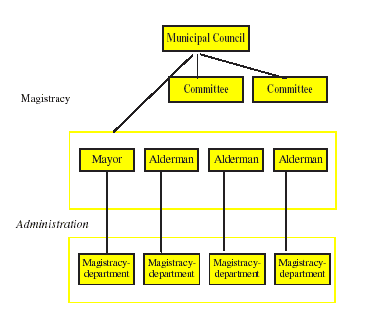 Municipal Council
Committee Committee
Magistracy
Mayor Alderman Alderman Alderman
Administration
Magistracy- Magistracy- Magistracy- Magistracy-
department department department department